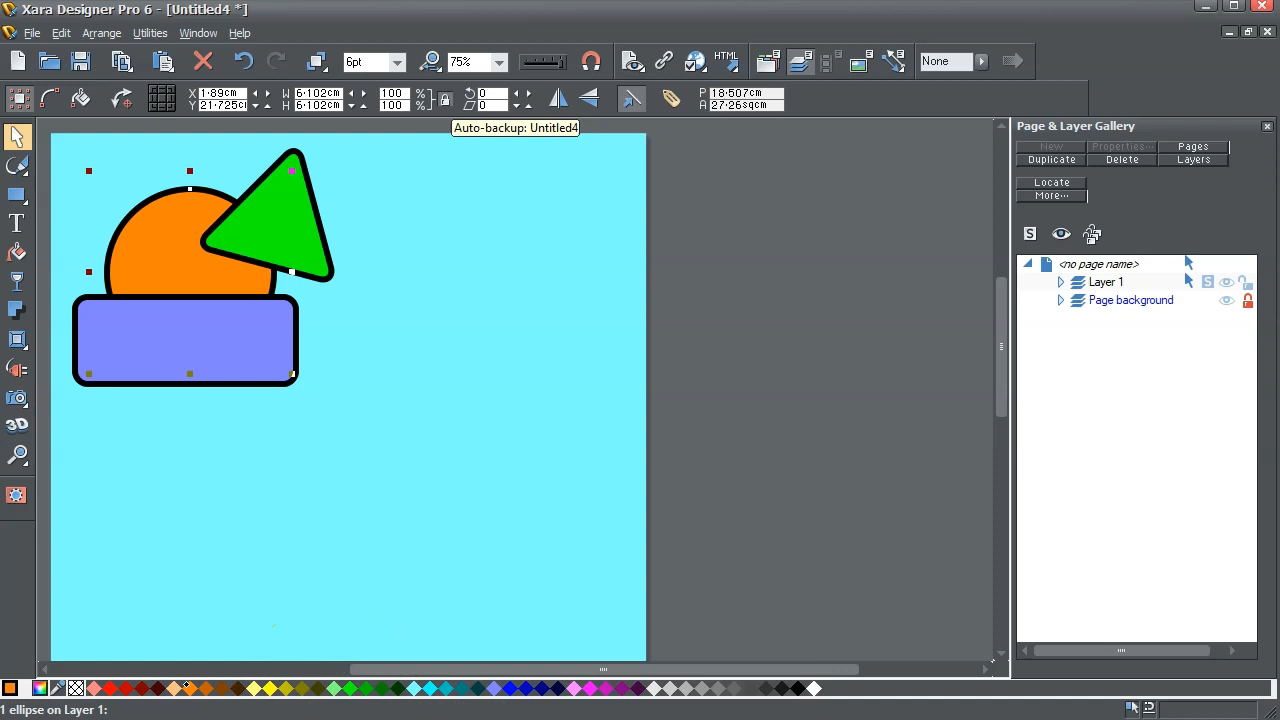 Xara Designer Pro 6 - [Untitled4 *]
File Edit Arrange Utilities Window Help
6pt 75% HTML None
X 1·89cm W 6·102cm 100 % 0 P 18·507cm
Y 21·725cm H 6·102cm 100 % 0 A 27·26sqcm
Auto-backup: Untitled4
Page & Layer Gallery
New Properties··· Pages
Duplicate Delete Layers
Locate
More···
S
<no page name>
Layer 1 S
Page background
T
3D
1 ellipse on Layer 1: